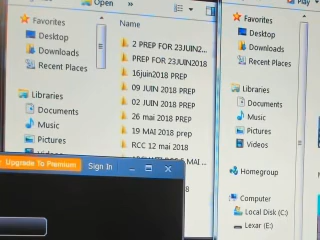 Open
»
Play
Favorites
Desktop
Downloads
Recent Places
Libraries
Documents
Music
Pictures
Videos
Name
2 PREP FOR 23JUIN2...
PREP FOR 23JUIN2018
16juin2018 PREP
09 JUIN 2018 PREP
02 JUIN 2018 PREP
26 mai 2018 PREP
19 MAI 2018 prep
RCC 12 mai 2018
Upgrade To Premium
Sign In
Favorites
Desktop
Downloads
Recent Places
Libraries
Documents
Music
Pictures
Videos
Homegroup
Computer
Local Disk (C:)
Lexar (E:)